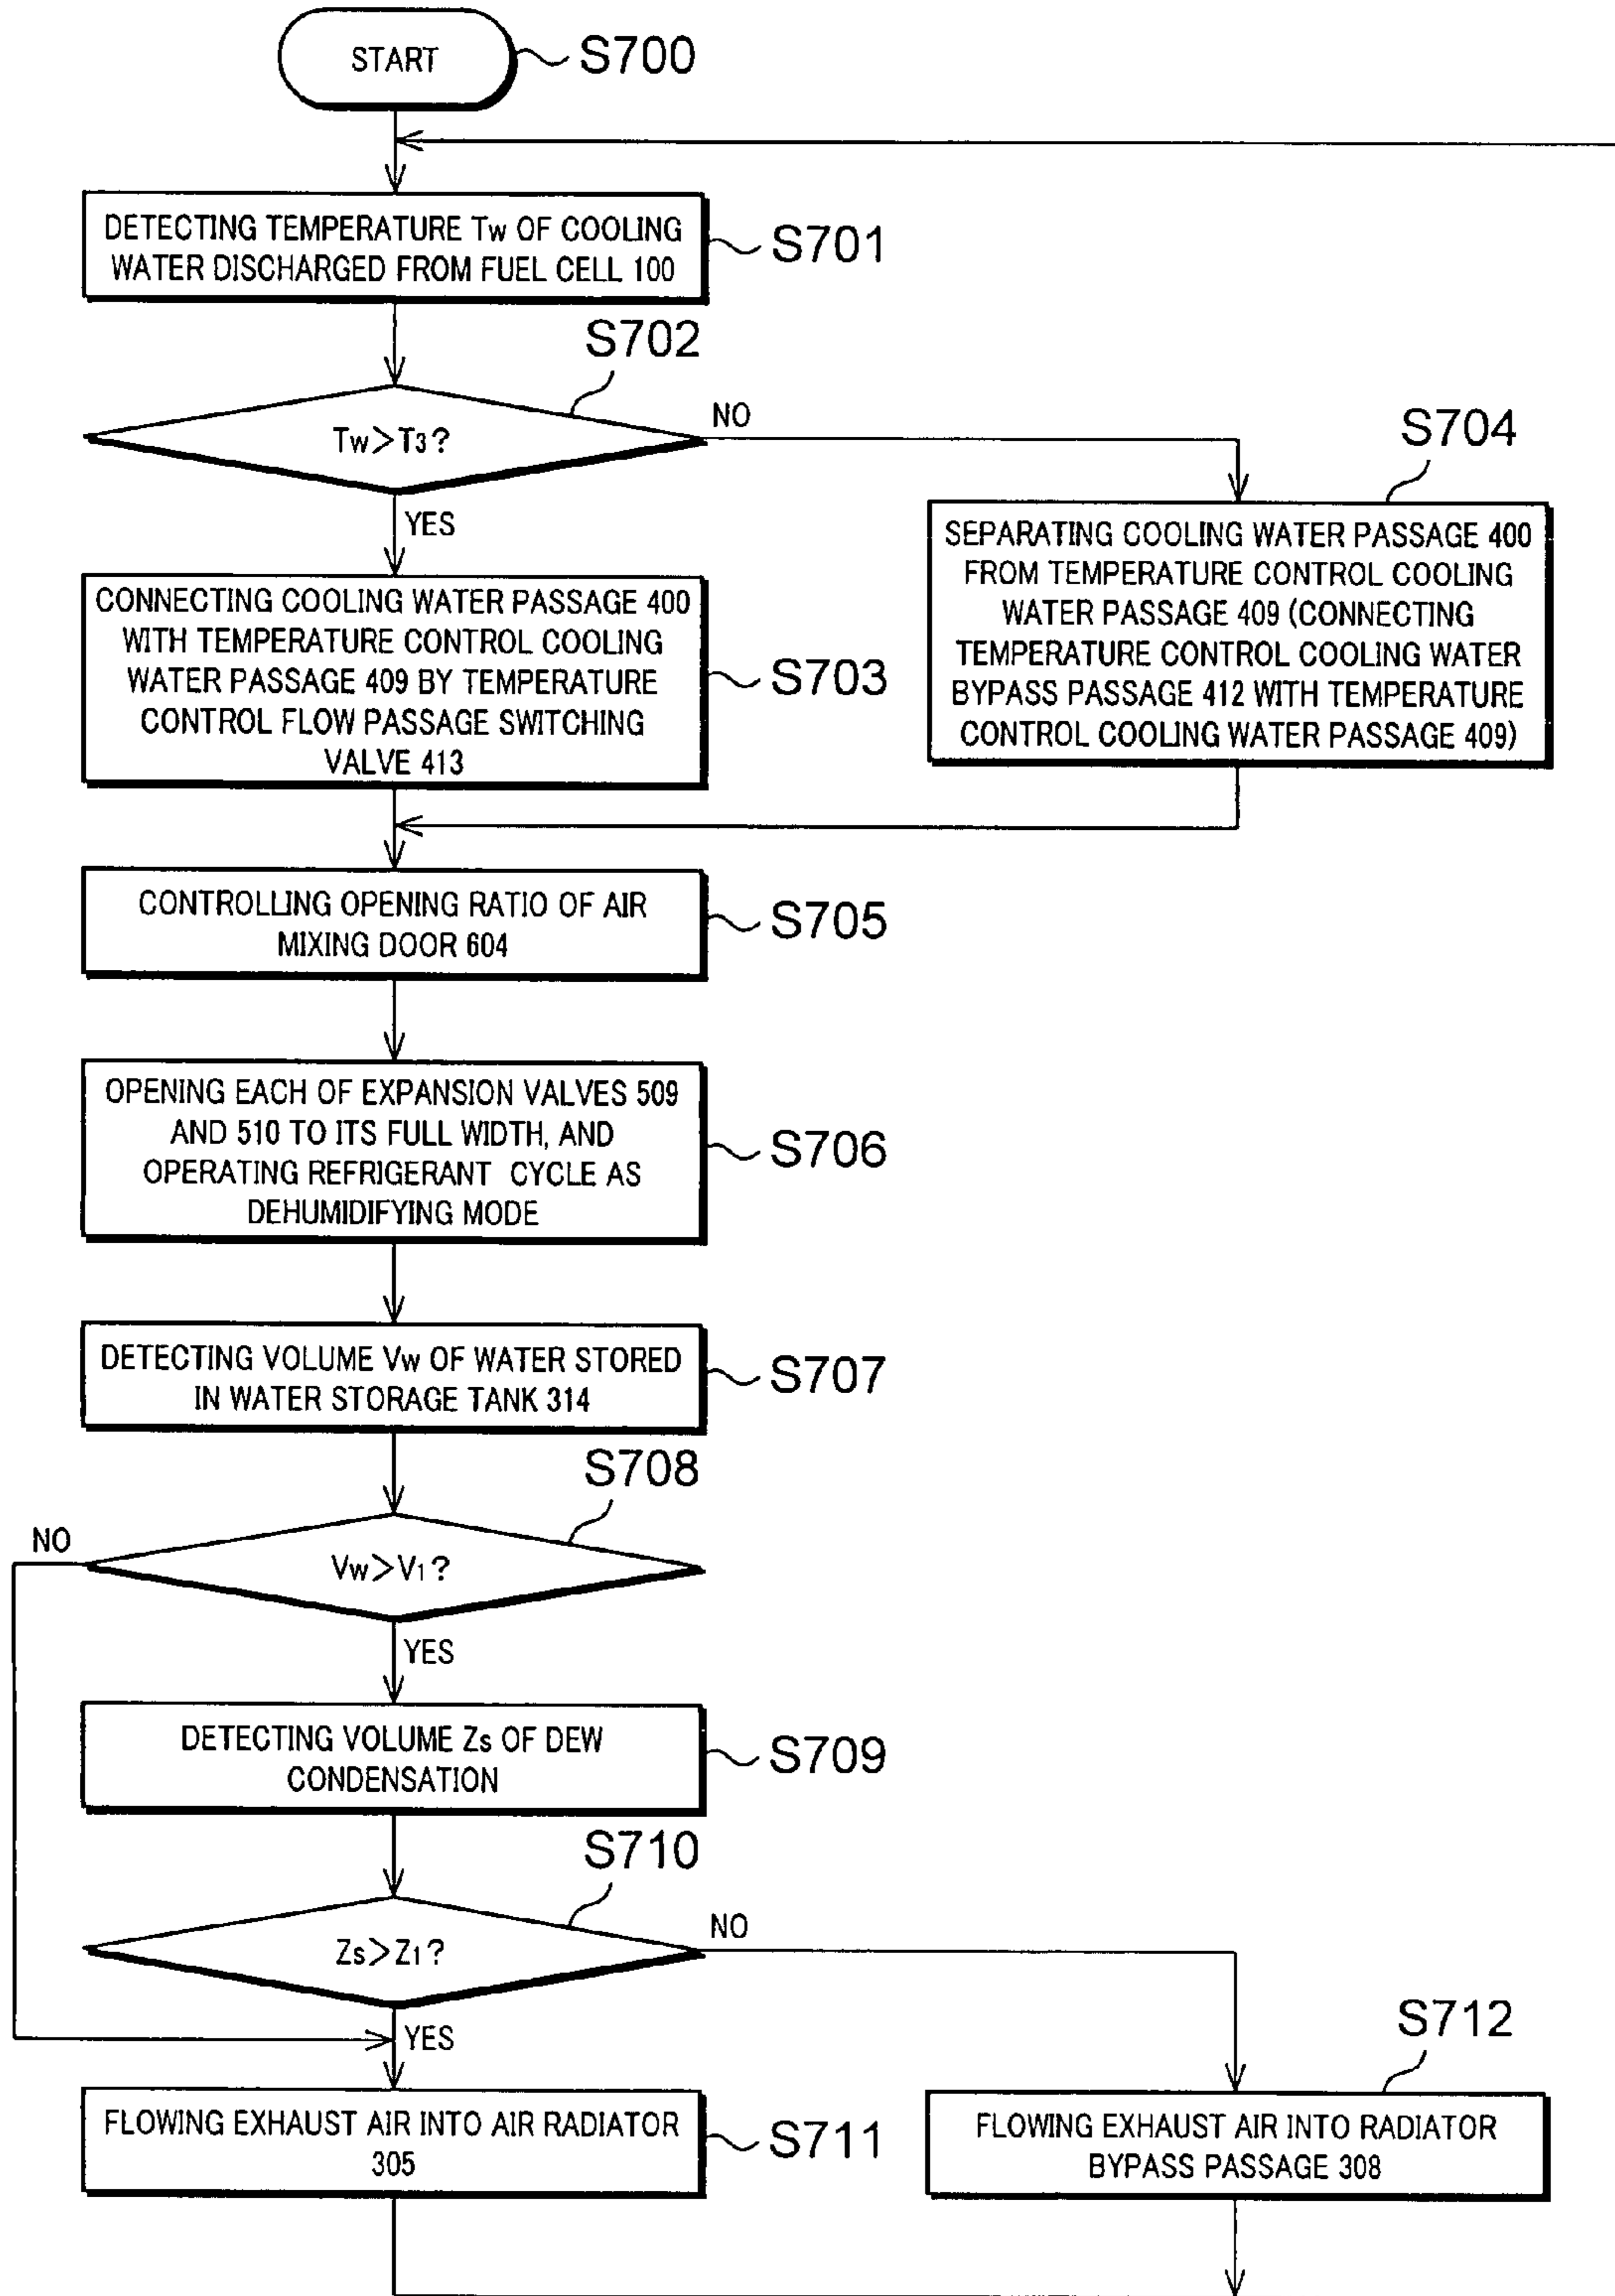 START
S700
DETECTING TEMPERATURE Tw OF COOLING
WATER DISCHARGED FROM FUEL CELL 100
S701
S702
Tw>T3?
NO
YES
S704
CONNECTING COOLING WATER PASSAGE 400
WITH TEMPERATURE CONTROL COOLING
WATER PASSAGE 409 BY TEMPERATURE
CONTROL FLOW PASSAGE SWITCHING
VALVE 413
S703
SEPARATING COOLING WATER PASSAGE 400
FROM TEMPERATURE CONTROL COOLING
WATER PASSAGE 409 (CONNECTING
TEMPERATURE CONTROL COOLING WATER
BYPASS PASSAGE 412 WITH TEMPERATURE
CONTROL COOLING WATER PASSAGE 409)
CONTROLLING OPENING RATIO OF AIR
MIXING DOOR 604
S705
OPENING EACH OF EXPANSION VALVES 509
AND 510 TO ITS FULL WIDTH, AND
OPERATING REFRIGERANT CYCLE AS
DEHUMIDIFYING MODE
S706
DETECTING VOLUME Vw OF WATER STORED
IN WATER STORAGE TANK 314
S707
S708
NO
Vw>V1?
YES
DETECTING VOLUME Zs OF DEW
CONDENSATION
S709
S710
Zs>Z1?
NO
YES
S712
FLOWING EXHAUST AIR INTO AIR RADIATOR
305
S711
FLOWING EXHAUST AIR INTO RADIATOR
BYPASS PASSAGE 308